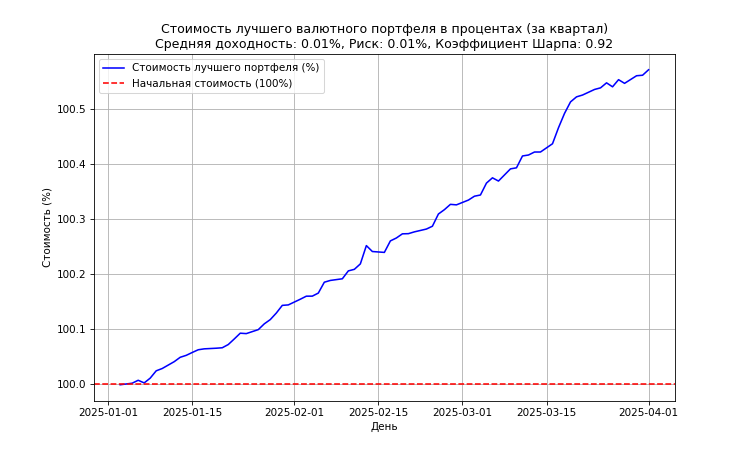 Стоимость лучшего валютного портфеля в процентах (за квартал)
Средняя доходность: 0.01%, Риск: 0.01%, Коэффициент Шарпа: 0.92
Стоимость лучшего портфеля (%)
Начальная стоимость (100%)
Стоимость (%)
100.5
100.4
100.3
100.2
100.1
100.0
2025-01-01
2025-01-15
2025-02-01
2025-02-15
2025-03-01
2025-03-15
2025-04-01
День